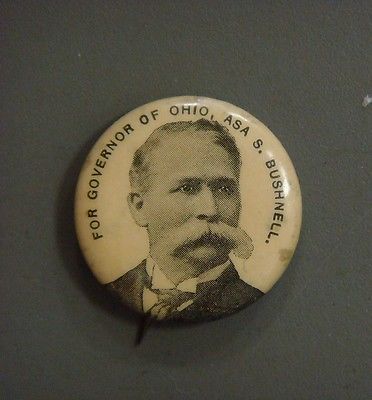 FOR GOVERNOR OF OHIO, ASA S. BUSHNELL.